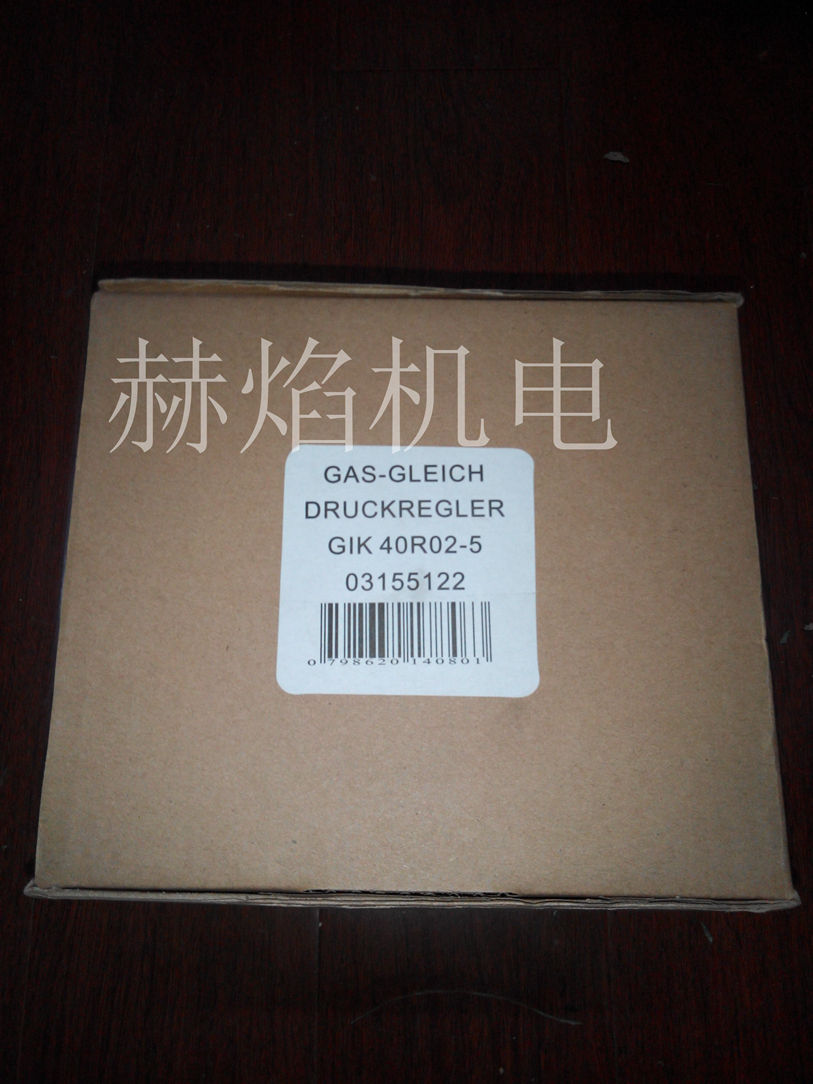 赫焰机电
GAS-GLEICH
DRUCKREGLER
GIK 40R02-5
03155122
0 798620 140801